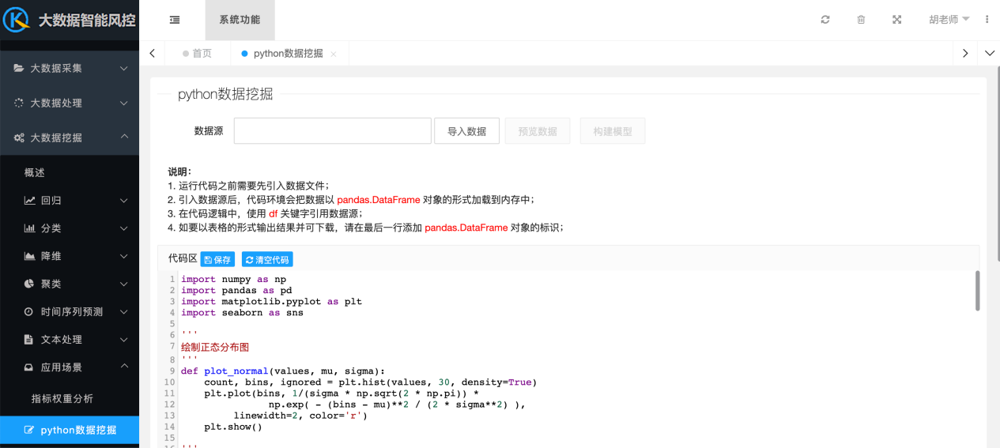 大数据智能风控
系统功能
胡老师
首页
python数据挖掘
大数据采集
大数据处理
大数据挖掘
概述
回归
分类
降维
聚类
时间序列预测
文本处理
应用场景
指标权重分析
python数据挖掘
python数据挖掘
数据源
导入数据
预览数据
构建模型
说明：
1. 运行代码之前需要先引入数据文件；
2. 引入数据源后，代码环境会把数据以 pandas.DataFrame 对象的形式加载到内存中；
3. 在代码逻辑中，使用 df 关键字引用数据源；
4. 如要以表格的形式输出结果并可下载，请在最后一行添加 pandas.DataFrame 对象的标识；
代码区 保存 清空代码
1 import numpy as np
2 import pandas as pd
3 import matplotlib.pyplot as plt
4 import seaborn as sns
5
6 '''
7 绘制正态分布图
8 '''
9 def plot_normal(values, mu, sigma):
10 count, bins, ignored = plt.hist(values, 30, density=True)
11 plt.plot(bins, 1/(sigma * np.sqrt(2 * np.pi)) *
12 np.exp( - (bins - mu)**2 / (2 * sigma**2) ),
13 linewidth=2, color='r')
14 plt.show()
15
16 '''